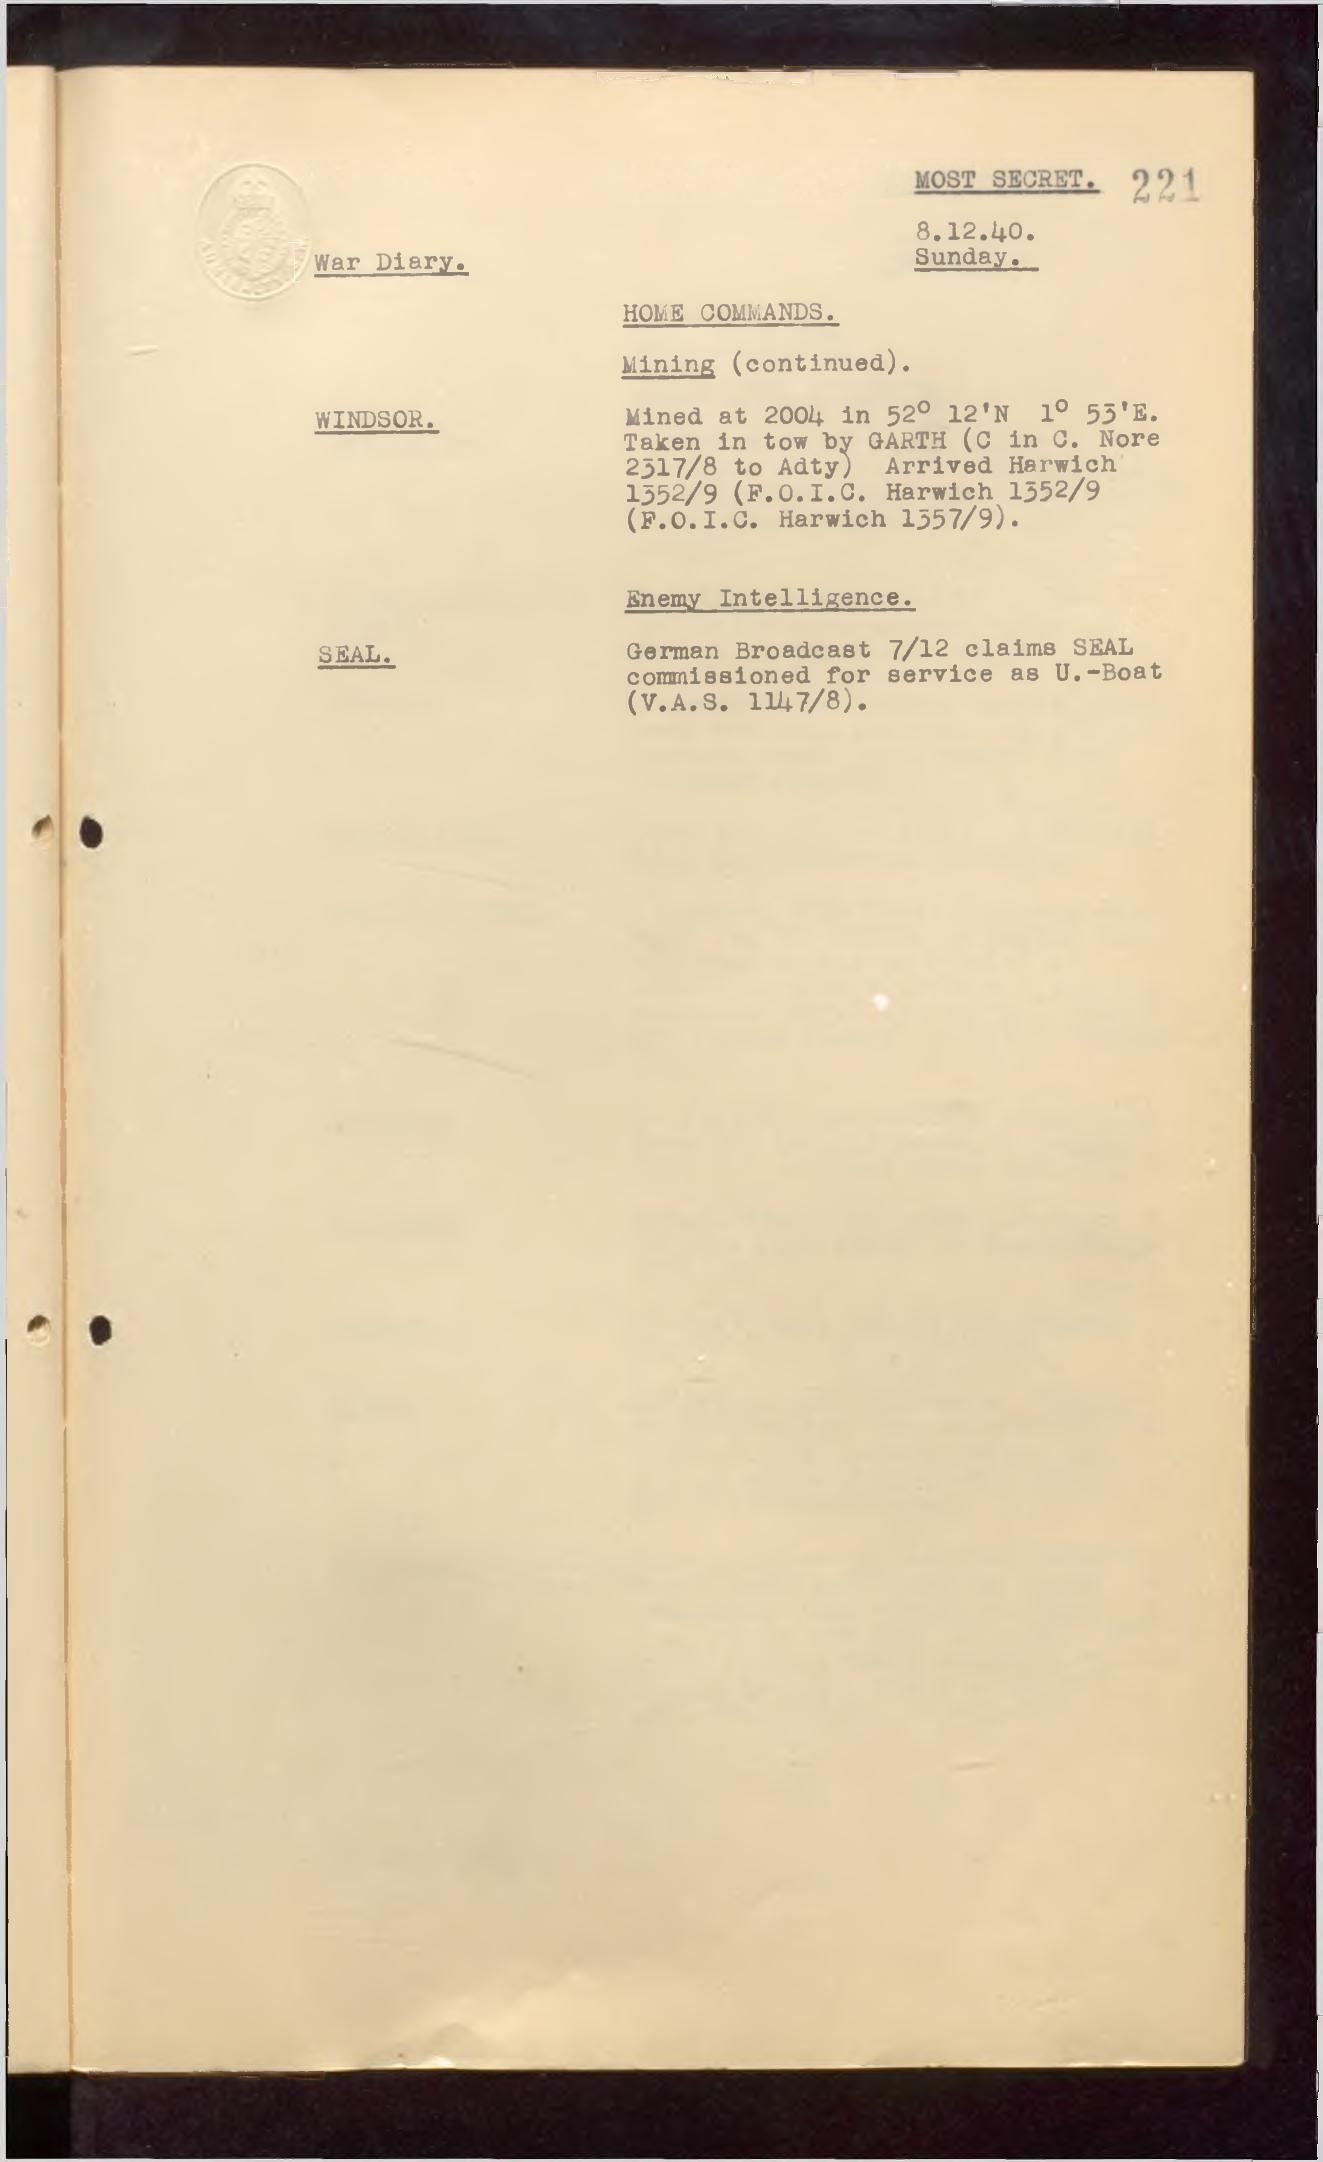 MOST SECRET. 221
8.12.40.
Sunday.
War Diary.
HOME COMMANDS.
Mining (continued).
WINDSOR.
Mined at 2004 in 52° 12'N 1° 53'E.
Taken in tow by GARTH (C in C. Nore
2317/8 to Adty) Arrived Harwich
1352/9 (F.O.I.C. Harwich 1352/9
(F.O.I.C. Harwich 1357/9).
Enemy Intelligence.
SEAL.
German Broadcast 7/12 claims SEAL
commissioned for service as U.-Boat
(V.A.S. 1147/8).